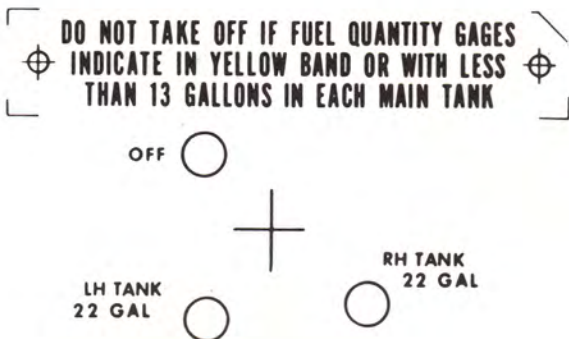 DO NOT TAKE OFF IF FUEL QUANTITY GAGES
INDICATE IN YELLOW BAND OR WITH LESS
THAN 13 GALLONS IN EACH MAIN TANK
OFF
LH TANK
22 GAL
RH TANK
22 GAL